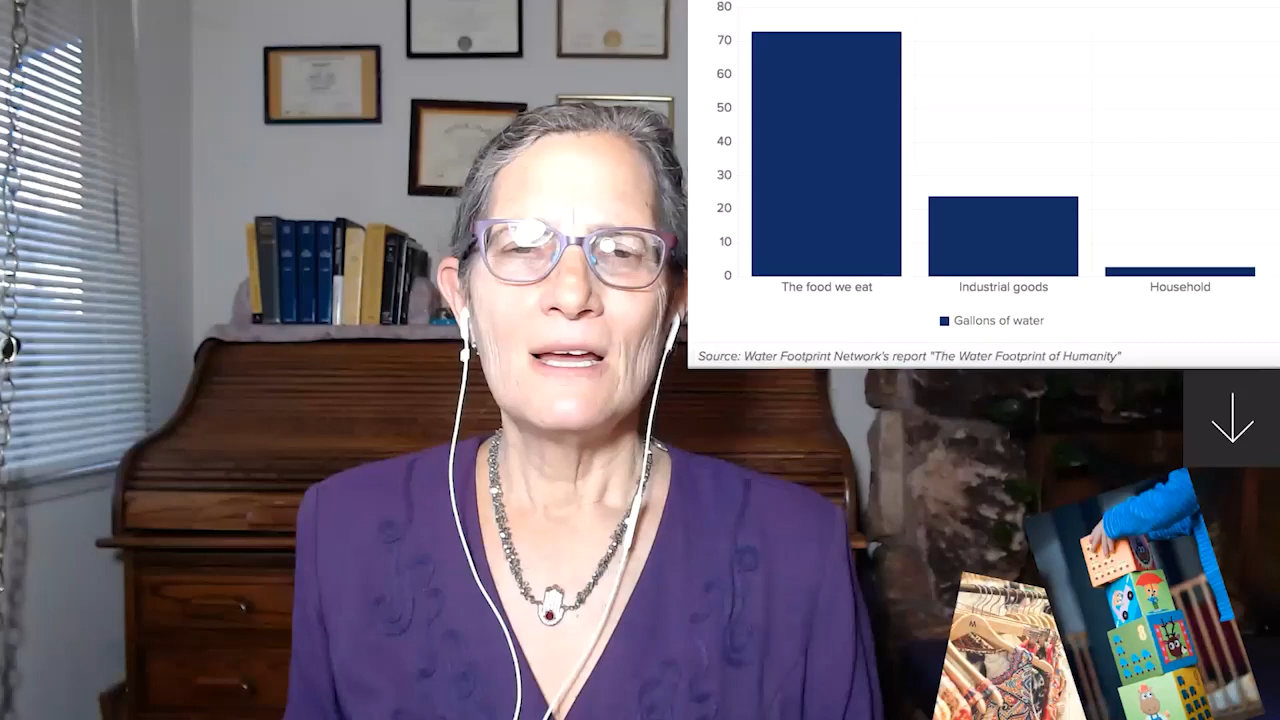 80
70
60
50
40
30
20
10
0
The food we eat
Industrial goods
Household
Gallons of water
Source: Water Footprint Network's report "The Water Footprint of Humanity"
M